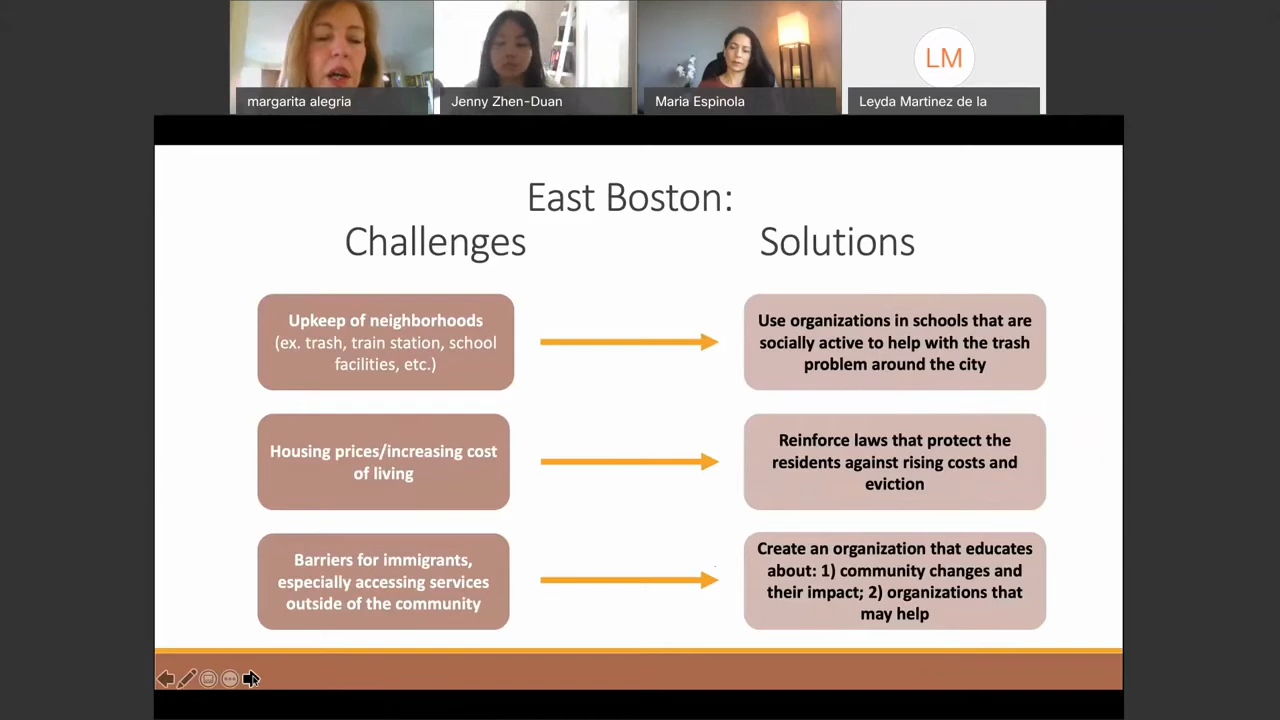 LM
margarita alegria
Jenny Zhen-Duan
Maria Espinola
Leyda Martinez de la
East Boston:
Challenges
Solutions
Upkeep of neighborhoods
(ex. trash, train station, school
facilities, etc.)
Use organizations in schools that are
socially active to help with the trash
problem around the city
Housing prices/increasing cost
of living
Reinforce laws that protect the
residents against rising costs and
eviction
Barriers for immigrants,
especially accessing services
outside of the community
Create an organization that educates
about: 1) community changes and
their impact; 2) organizations that
may help